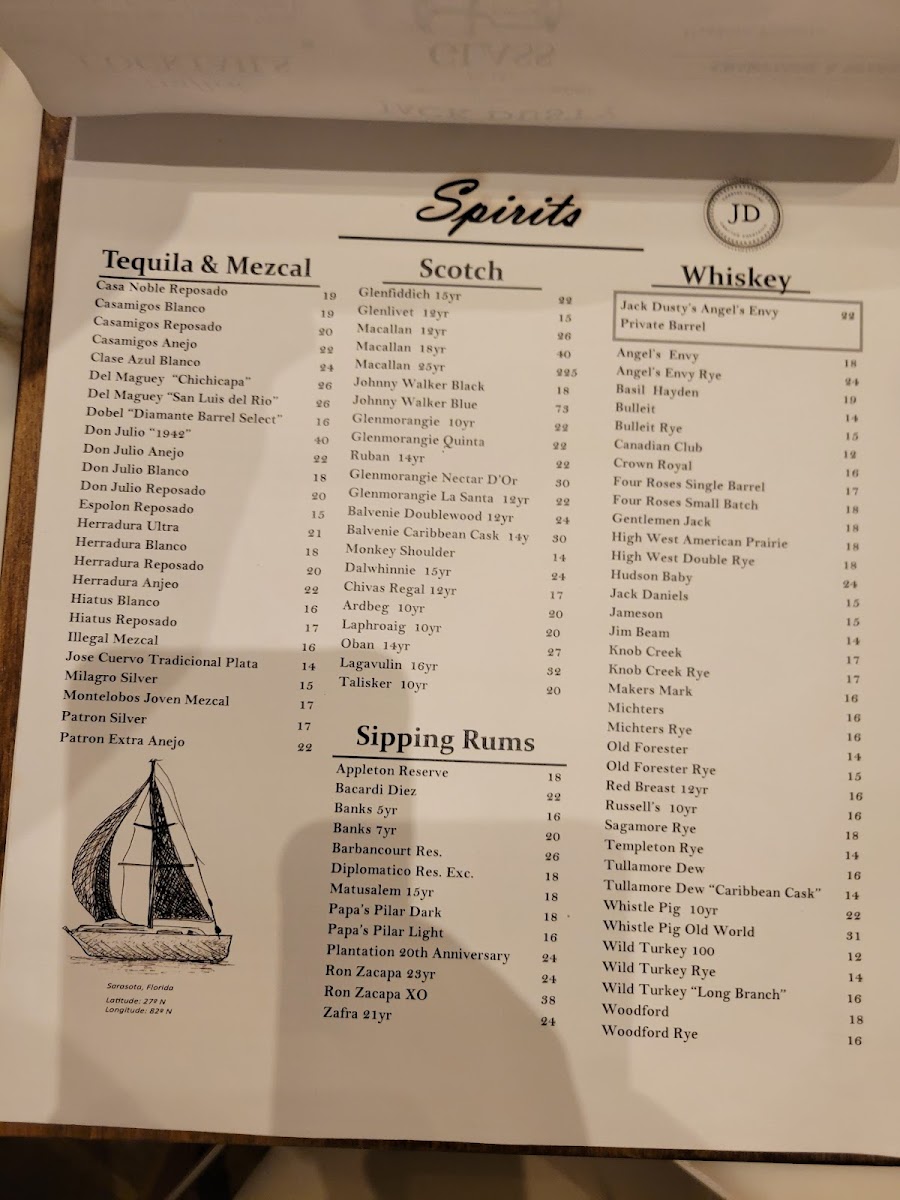 Spirits
JD
Tequila & Mezcal
Casa Noble Reposado 19
Casamigos Blanco 19
Casamigos Reposado 20
Casamigos Anejo 22
Clase Azul Blanco 24
Del Maguey "Chichicapa" 26
Del Maguey "San Luis del Rio" 26
Dobel "Diamante Barrel Select" 16
Don Julio "1942" 40
Don Julio Anejo 22
Don Julio Blanco 18
Don Julio Reposado 20
Espolon Reposado 15
Herradura Ultra 21
Herradura Blanco 18
Herradura Reposado 20
Herradura Anjeo 22
Hiatus Blanco 16
Hiatus Reposado 17
Illegal Mezcal 16
Jose Cuervo Tradicional Plata 14
Milagro Silver 15
Montelobos Joven Mezcal 17
Patron Silver 17
Patron Extra Anejo 22
Sarasota, Florida
Latitude: 27º N
Longitude: 82º N
Scotch
Glenfiddich 15yr 22
Glenlivet 12yr 15
Macallan 12yr 26
Macallan 18yr 40
Macallan 25yr 225
Johnny Walker Black 18
Johnny Walker Blue 73
Glenmorangie 10yr 22
Glenmorangie Quinta 22
Ruban 14yr 22
Glenmorangie Nectar D'Or 30
Glenmorangie La Santa 12yr 22
Balvenie Doublewood 12yr 24
Balvenie Caribbean Cask 14y 30
Monkey Shoulder 14
Dalwhinnie 15yr 24
Chivas Regal 12yr 17
Ardbeg 10yr 20
Laphroaig 10yr 20
Oban 14yr 27
Lagavulin 16yr 32
Talisker 10yr 20
Sipping Rums
Appleton Reserve 18
Bacardi Diez 22
Banks 5yr 16
Banks 7yr 20
Barbancourt Res. 26
Diplomatico Res. Exc. 18
Matusalem 15yr 18
Papa's Pilar Dark 18
Papa's Pilar Light 16
Plantation 20th Anniversary 24
Ron Zacapa 23yr 24
Ron Zacapa XO 38
Zafra 21yr 24
Whiskey
Jack Dusty's Angel's Envy 22
Private Barrel
Angel's Envy 18
Angel's Envy Rye 24
Basil Hayden 19
Bulleit 14
Bulleit Rye 15
Canadian Club 12
Crown Royal 16
Four Roses Single Barrel 17
Four Roses Small Batch 18
Gentlemen Jack 18
High West American Prairie 18
High West Double Rye 18
Hudson Baby 24
Jack Daniels 15
Jameson 15
Jim Beam 14
Knob Creek 17
Knob Creek Rye 17
Makers Mark 16
Michters 16
Michters Rye 16
Old Forester 14
Old Forester Rye 15
Red Breast 12yr 16
Russell's 10yr 16
Sagamore Rye 18
Templeton Rye 14
Tullamore Dew 16
Tullamore Dew "Caribbean Cask" 14
Whistle Pig 10yr 22
Whistle Pig Old World 31
Wild Turkey 100 12
Wild Turkey Rye 14
Wild Turkey "Long Branch" 16
Woodford 18
Woodford Rye 16